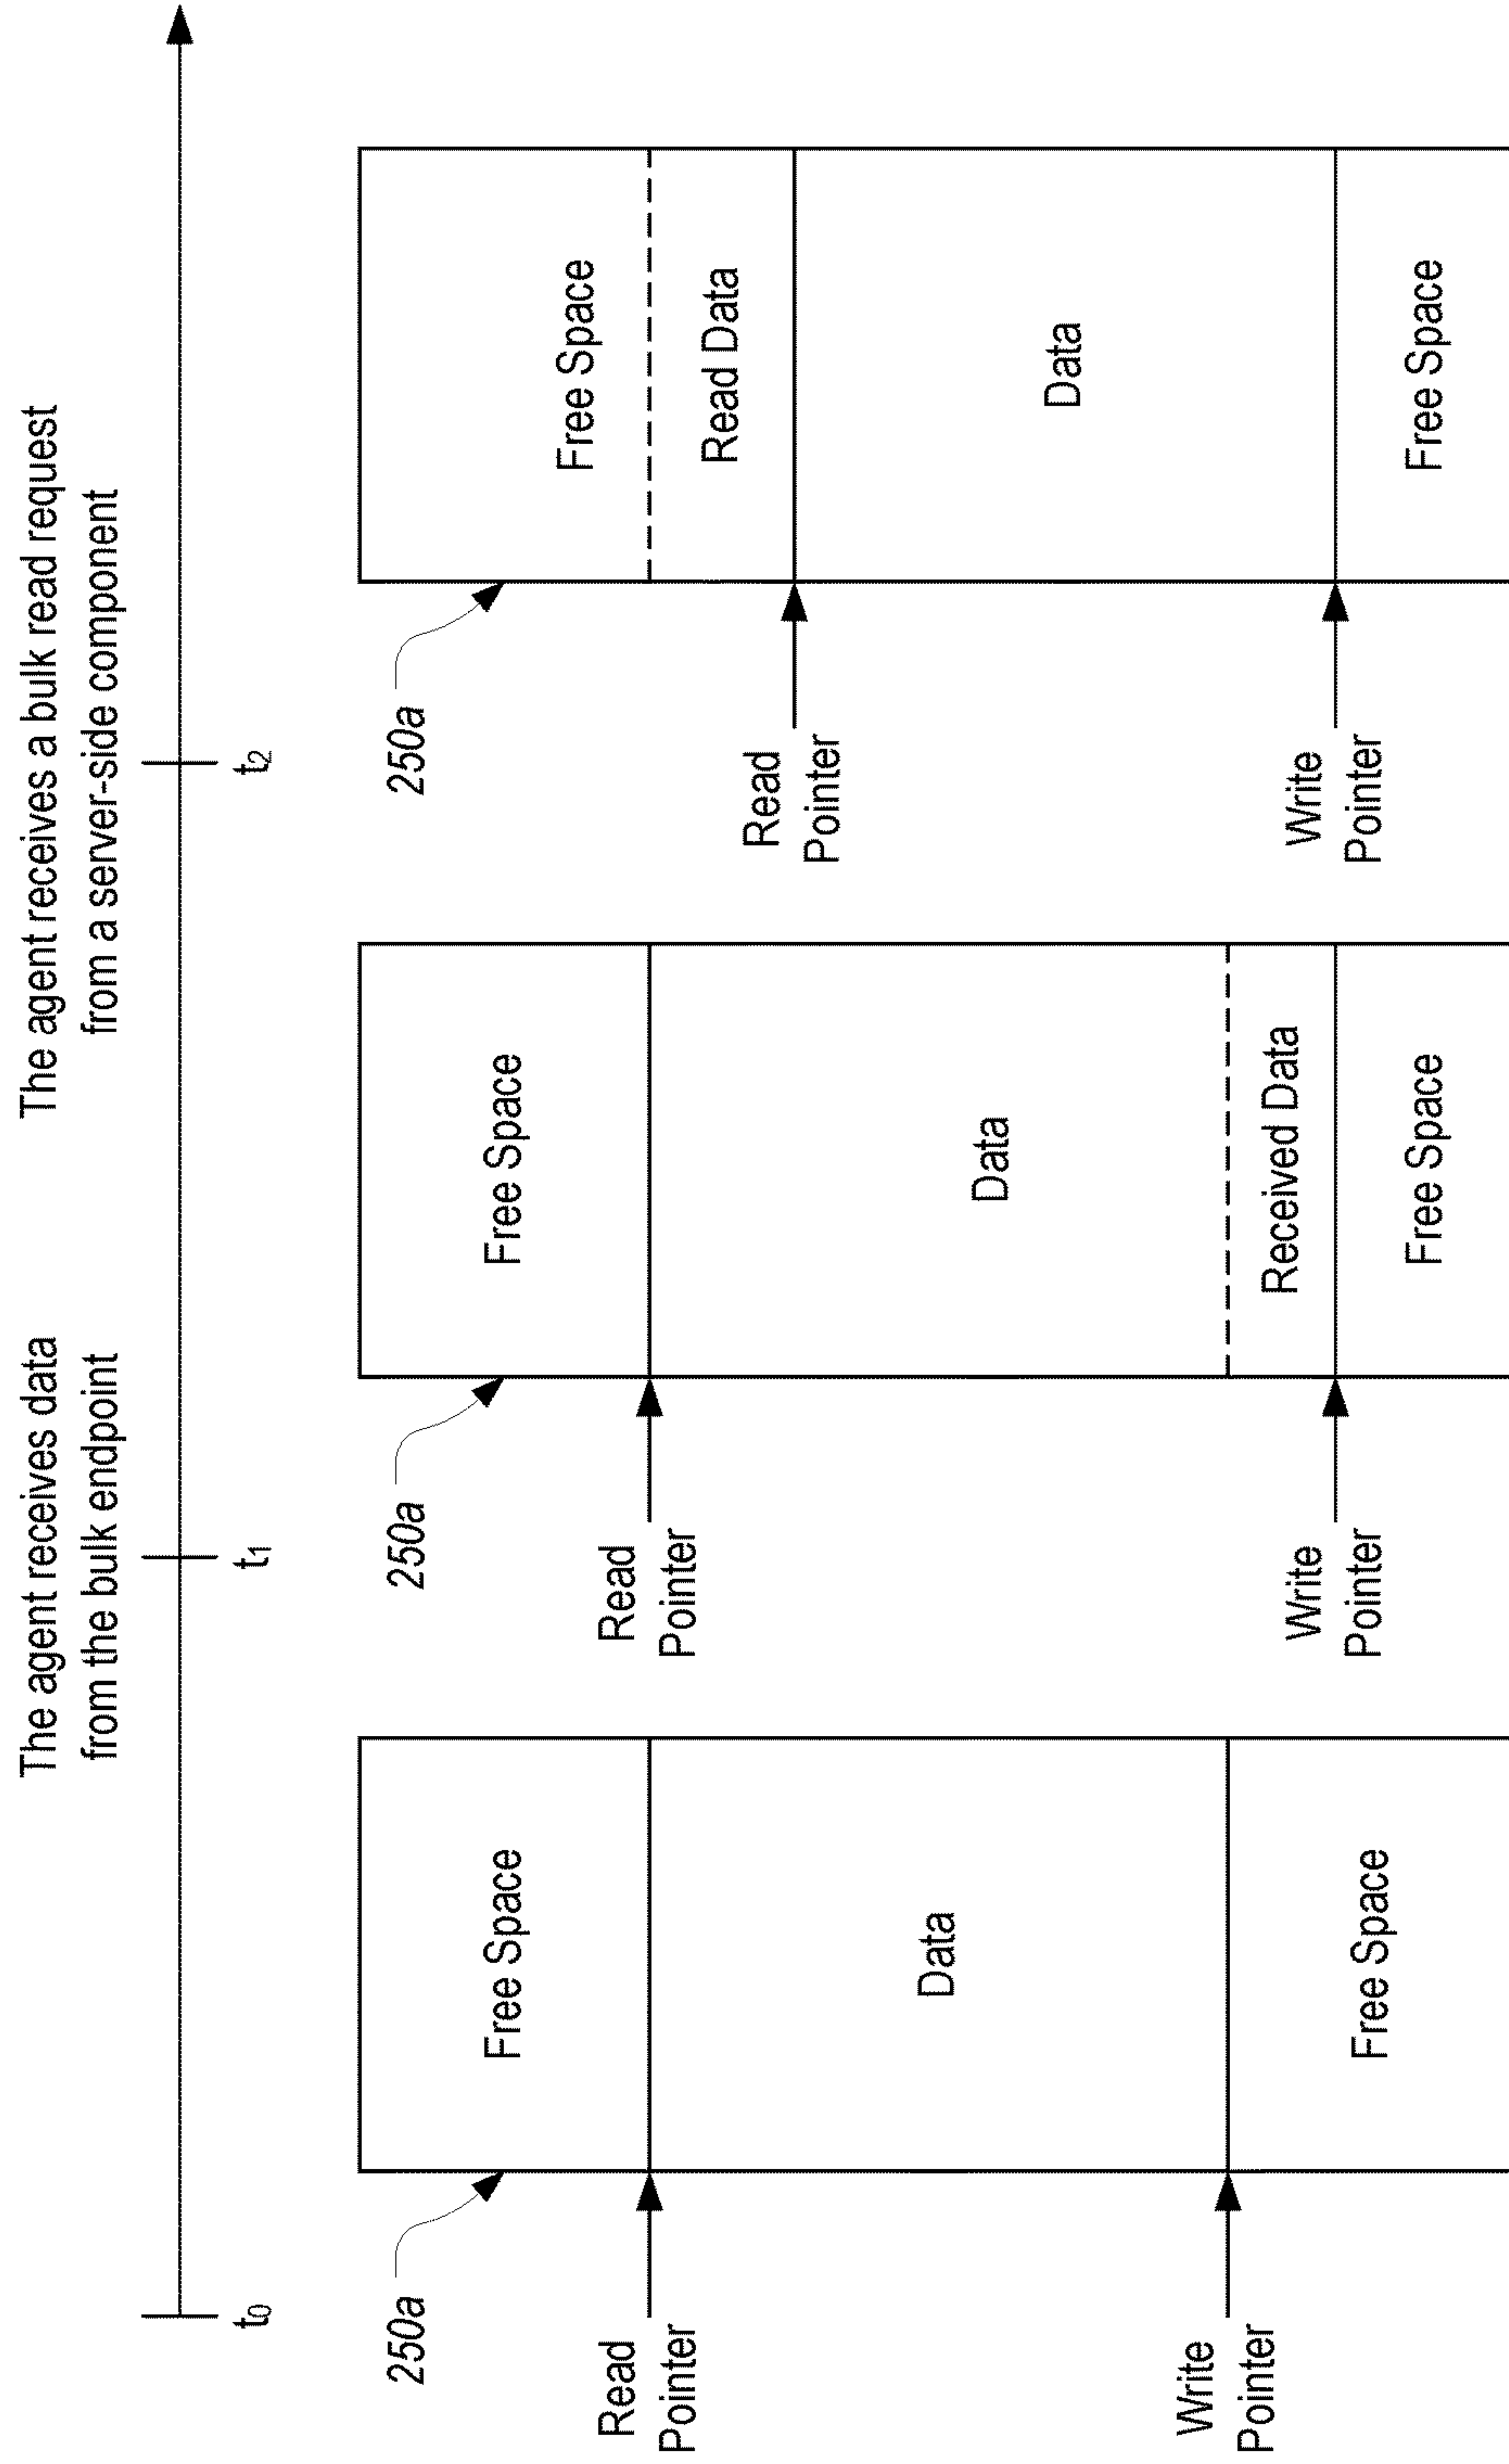 The agent receives data
from the bulk endpoint
The agent receives a bulk read request
from a server-side component
t0
t1
t2
250a
Read
Pointer
Write
Pointer
Free Space
Data
Free Space
250a
Read
Pointer
Write
Pointer
Free Space
Data
Received Data
Free Space
250a
Read
Pointer
Write
Pointer
Free Space
Read Data
Data
Free Space